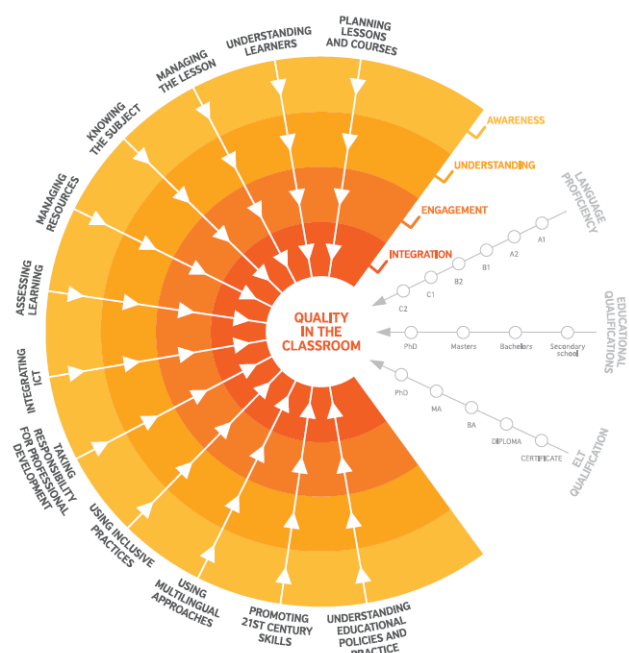 PLANNING
LESSONS
AND COURSES
UNDERSTANDING
LEARNERS
MANAGING
THE LESSON
KNOWING
THE SUBJECT
MANAGING
RESOURCES
ASSESSING
LEARNING
INTEGRATING
ICT
TAKING
RESPONSIBILITY
FOR PROFESSIONAL
DEVELOPMENT
USING INCLUSIVE
PRACTICES
USING
MULTILINGUAL
APPROACHES
PROMOTING
21ST CENTURY
SKILLS
UNDERSTANDING
EDUCATIONAL
POLICIES AND
PRACTICE
AWARENESS
UNDERSTANDING
ENGAGEMENT
INTEGRATION
QUALITY
IN THE
CLASSROOM
LANGUAGE
PROFICIENCY
A1
A2
B1
B2
C1
C2
EDUCATIONAL
QUALIFICATIONS
PhD
Masters
Bachelors
Secondary
school
ELT
QUALIFICATION
PhD
MA
BA
DIPLOMA
CERTIFICATE